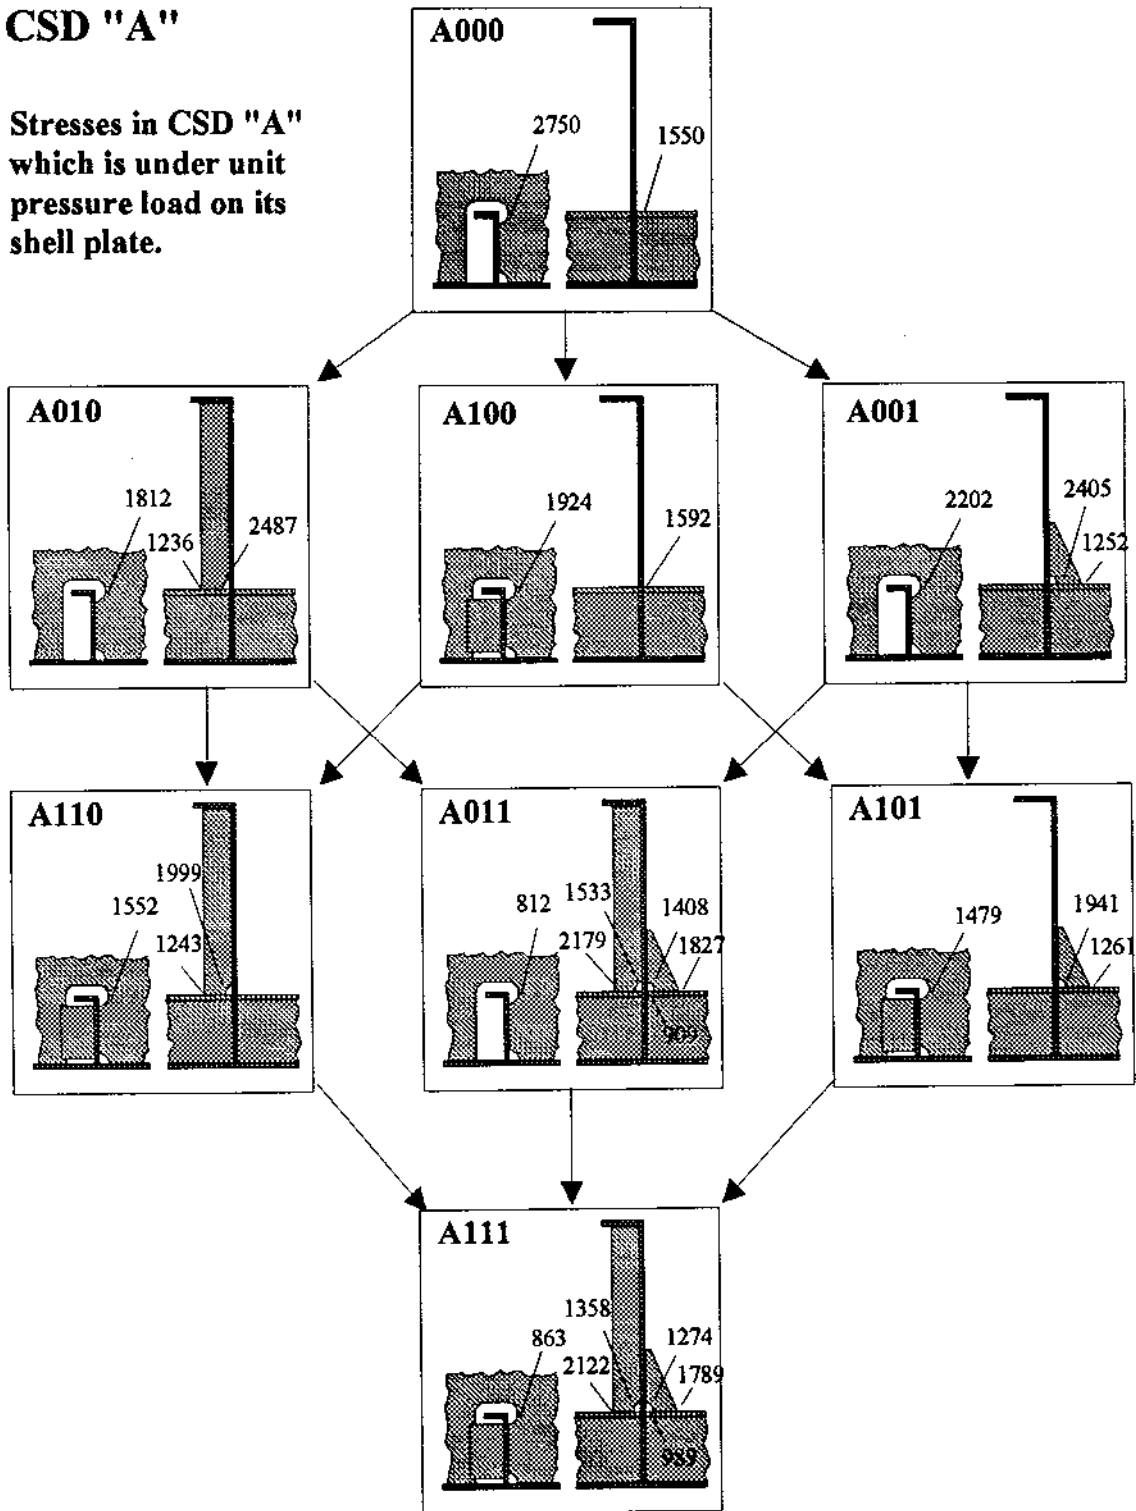 CSD "A"
Stresses in CSD "A"
which is under unit
pressure load on its
shell plate.
A000
2750
1550
A010
1812
1236
2487
A100
1924
1592
A001
2202
2405
1252
A110
1999
1552
1243
A011
812
1533
1408
2179
1827
909
A101
1479
1941
1261
A111
1358
863
1274
2122
1789
989